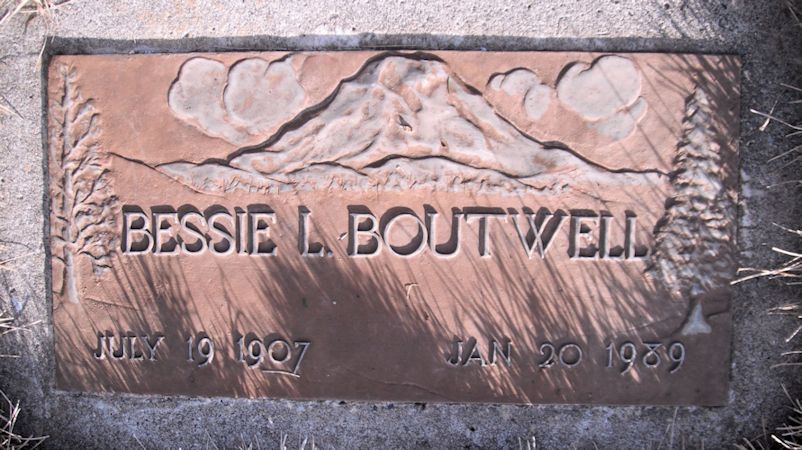 BESSIE L. BOUTWELL
JULY 19 1907 JAN 20 1989